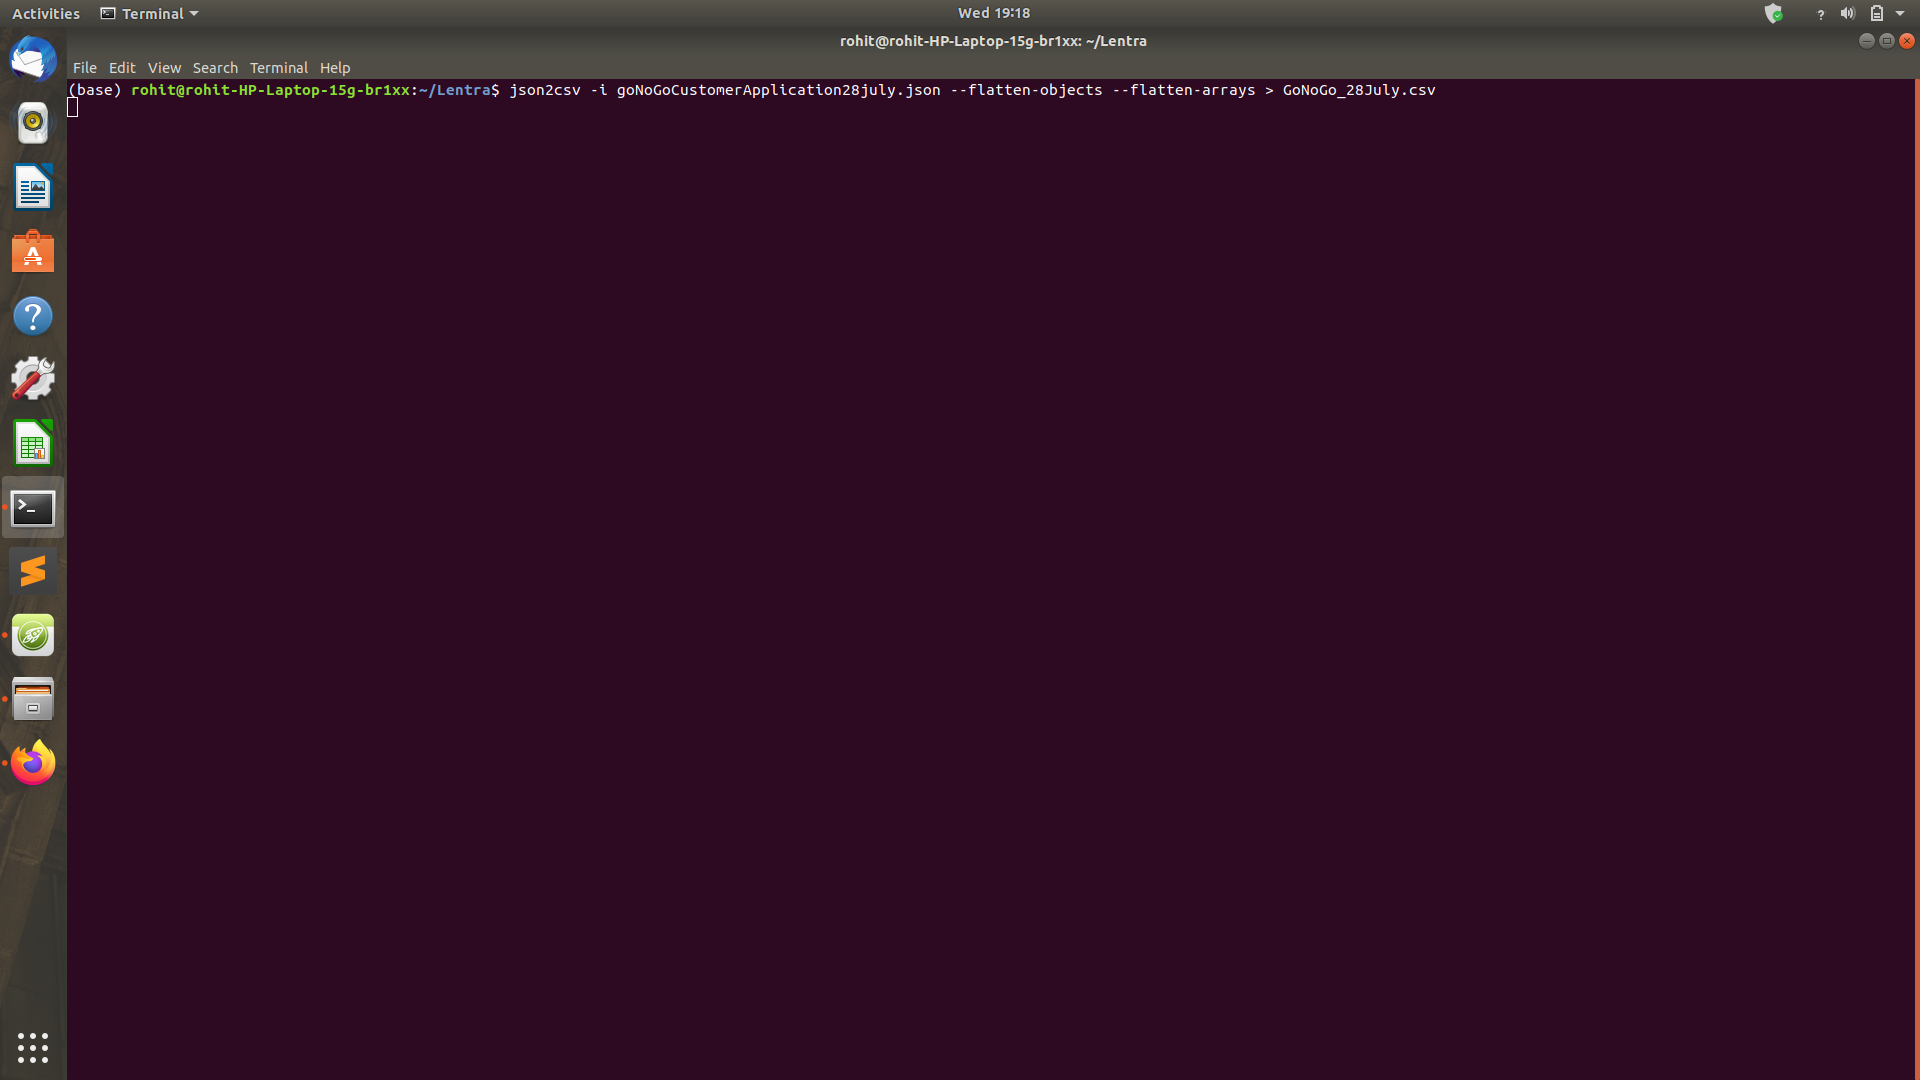 Activities Terminal Wed 19:18 ?
rohit@rohit-HP-Laptop-15g-br1xx: ~/Lentra
File Edit View Search Terminal Help
(base) rohit@rohit-HP-Laptop-15g-br1xx:~/Lentra$ json2csv -i goNoGoCustomerApplication28july.json --flatten-objects --flatten-arrays > GoNoGo_28July.csv